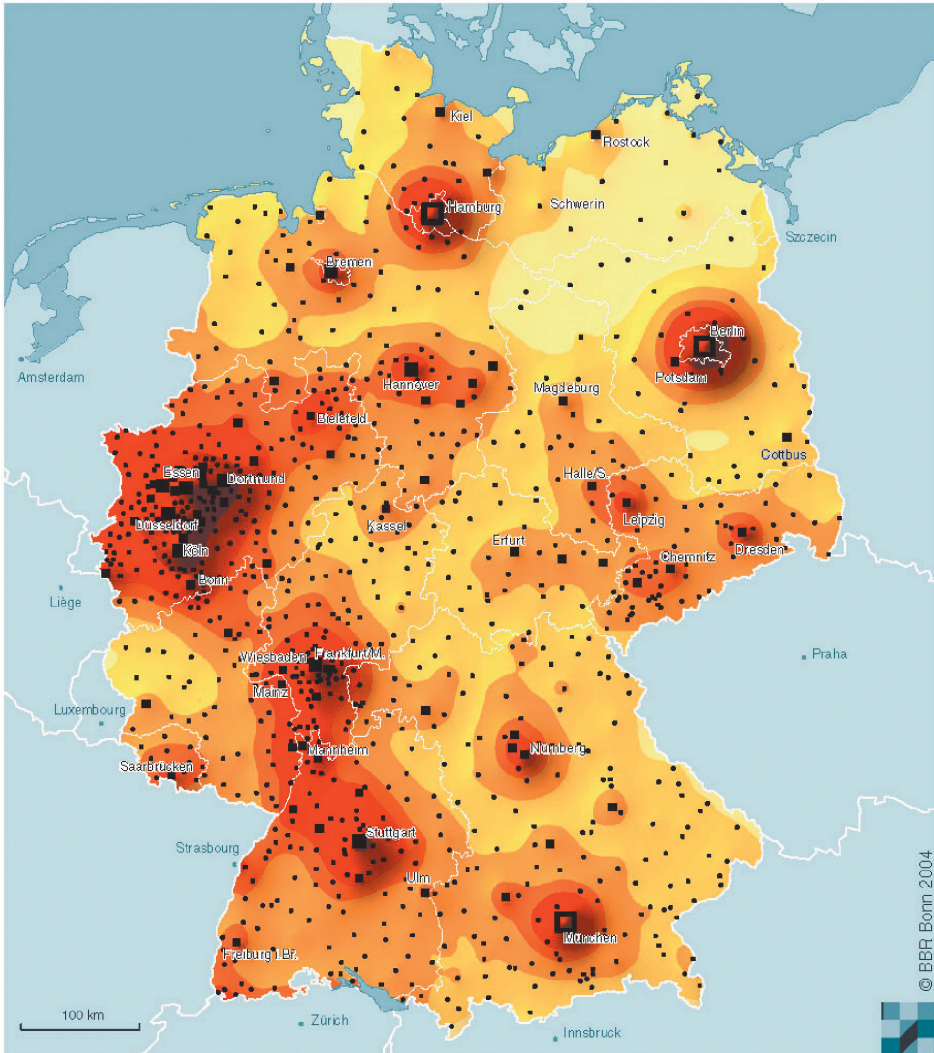 Kiel
Rostock
Hamburg
Schwerin
Szczecin
Bremen
Berlin
Amsterdam
Hannover
Potsdam
Magdeburg
Bielefeld
Cottbus
Essen
Dortmund
Halle/S.
Leipzig
Düsseldorf
Kassel
Erfurt
Dresden
Köln
Chemnitz
Bonn
Liège
Praha
Wiesbaden
Frankfurt/M.
Mainz
Luxembourg
Mannheim
Nürnberg
Saarbrücken
Stuttgart
Strasbourg
Ulm
München
Freiburg i.Br.
100 km
Zürich
Innsbruck
© BBR Bonn 2004